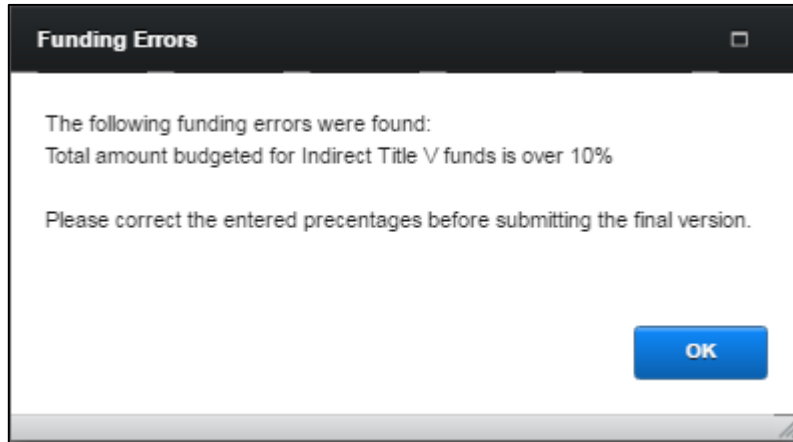 Funding Errors
The following funding errors were found:
Total amount budgeted for Indirect Title V funds is over 10%
Please correct the entered precentages before submitting the final version.
OK